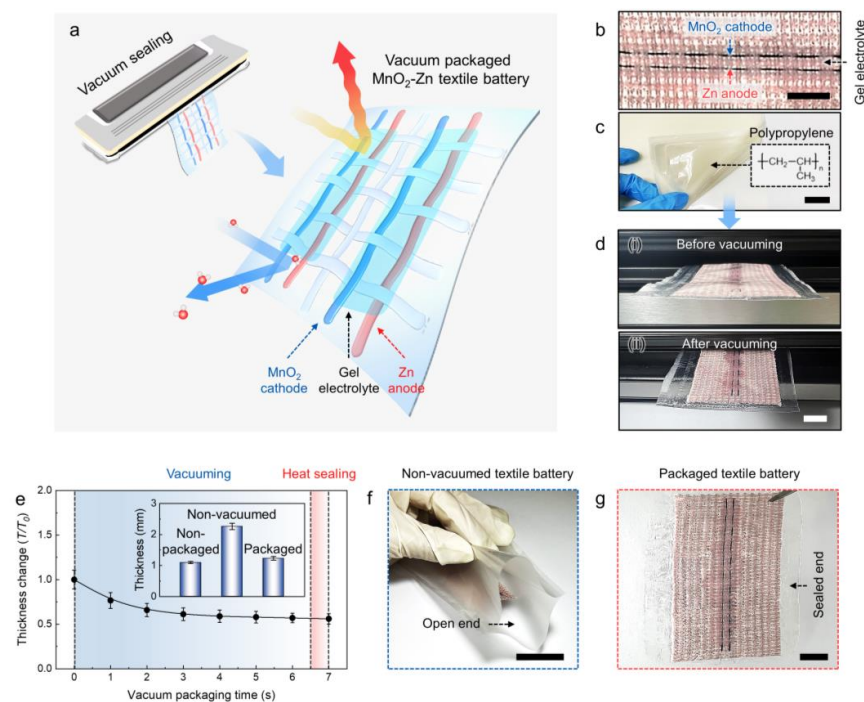 a
Vacuum sealing
Vacuum packaged
MnO₂-Zn textile battery
MnO₂
cathode
Gel
electrolyte
Zn
anode
b
MnO₂ cathode
Zn anode
Gel electrolyte
c
Polypropylene
CH₂
CH
CH₃
n
d
(i)
Before vacuuming
(ii)
After vacuuming
e
Vacuuming
Heat sealing
Thickness change (T/T₀)
2.0
1.5
1.0
0.5
0.0
0
1
2
3
4
5
6
7
Vacuum packaging time (s)
Thickness (mm)
3
2
1
0
Non-
packaged
Non-vacuumed
Packaged
f
Non-vacuumed textile battery
Open end
g
Packaged textile battery
Sealed end